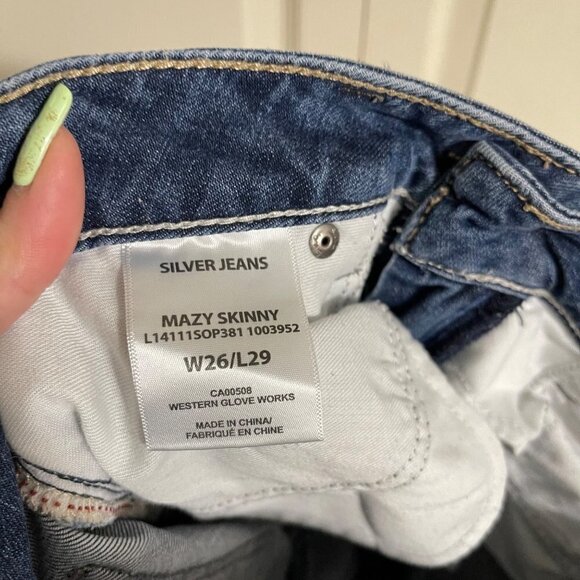 SILVER JEANS
MAZY SKINNY
L14111SOP381 1003952
W26/L29
CA00508
WESTERN GLOVE WORKS
MADE IN CHINA/
FABRIQUÉ EN CHINE